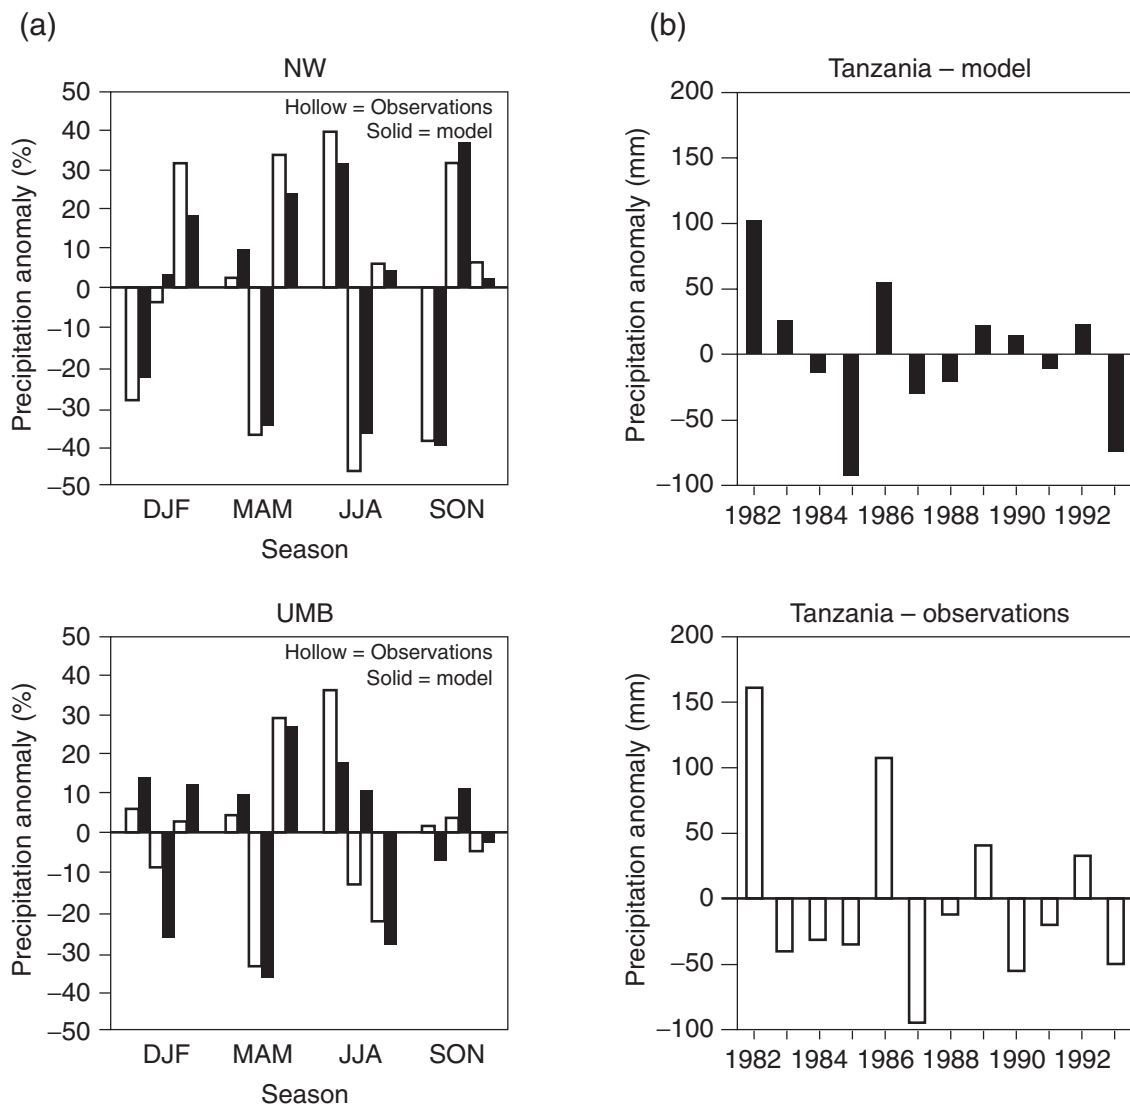 (a)
NW
Hollow = Observations
Solid = model
Precipitation anomaly (%)
50
40
30
20
10
0
–10
–20
–30
–40
–50
DJF MAM JJA SON
Season
UMB
Hollow = Observations
Solid = model
Precipitation anomaly (%)
50
40
30
20
10
0
–10
–20
–30
–40
–50
DJF MAM JJA SON
Season
(b)
Tanzania – model
Precipitation anomaly (mm)
200
150
100
50
0
–50
–100
1982 1984 1986 1988 1990 1992
Tanzania – observations
Precipitation anomaly (mm)
200
150
100
50
0
–50
–100
1982 1984 1986 1988 1990 1992